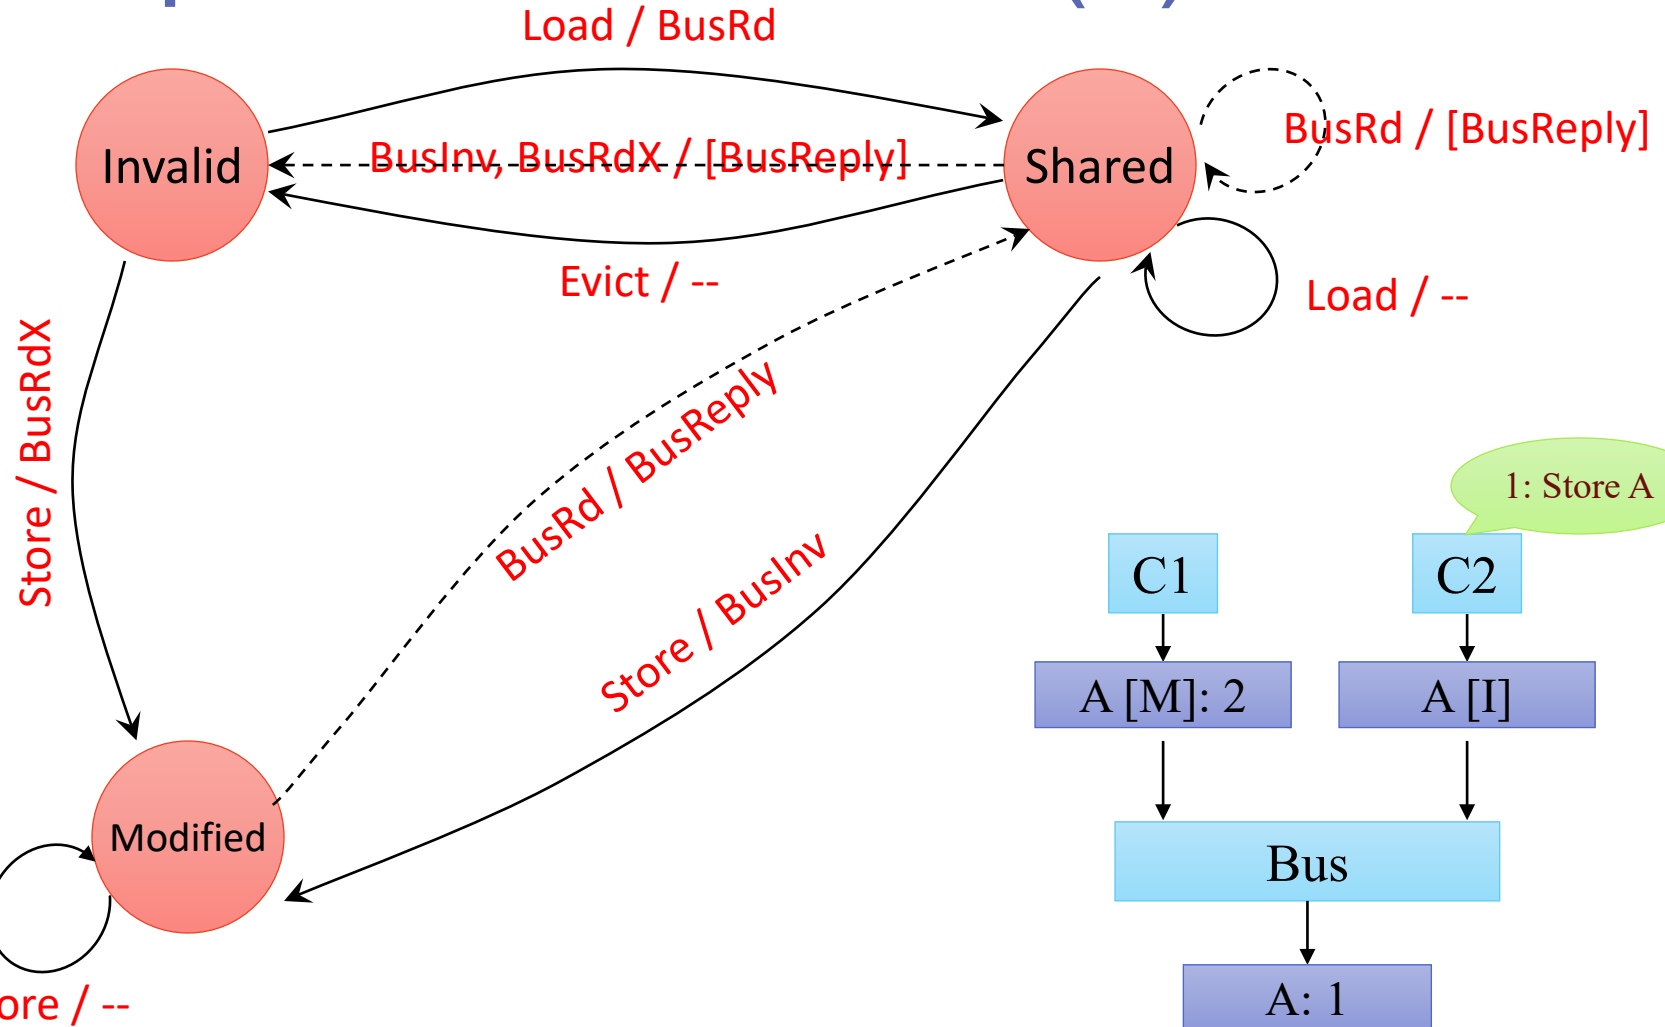 Load / BusRd
Invalid
BusInv, BusRdX / [BusReply]
Shared
BusRd / [BusReply]
Evict / --
Load / --
Store / BusRdX
BusRd / BusReply
Store / BusInv
1: Store A
C1
C2
A [M]: 2
A [I]
Modified
Bus
ore / --
A: 1